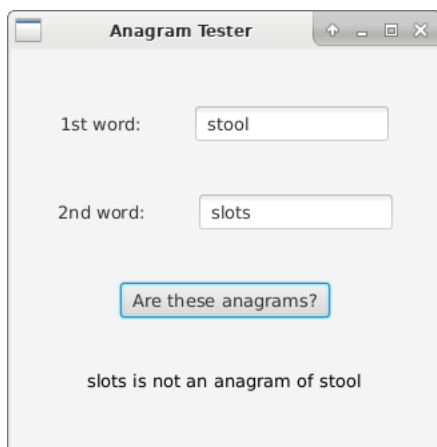 Anagram Tester
1st word: stool
2nd word: slots
Are these anagrams?
slots is not an anagram of stool